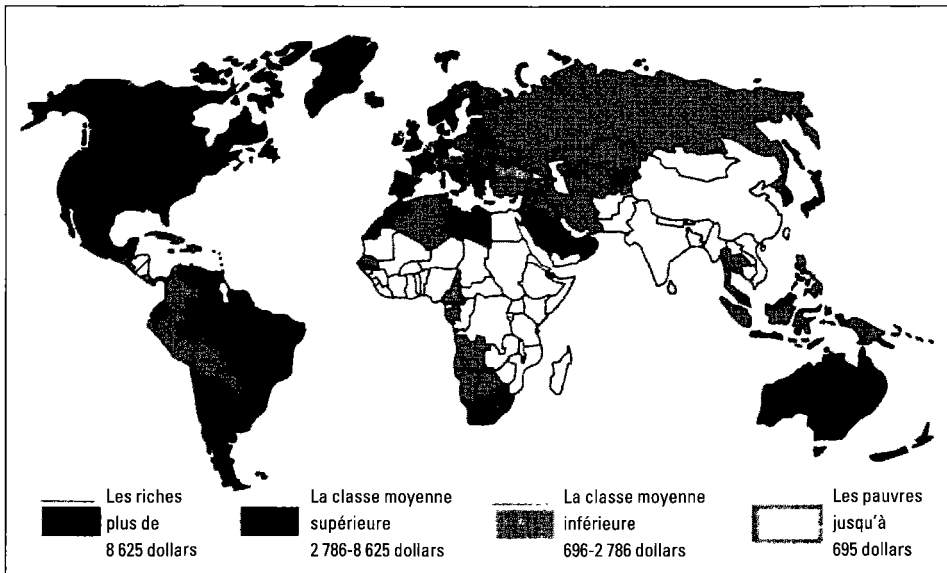 Les riches
plus de
8 625 dollars
La classe moyenne
supérieure
2 786-8 625 dollars
La classe moyenne
inférieure
696-2 786 dollars
Les pauvres
jusqu'à
695 dollars